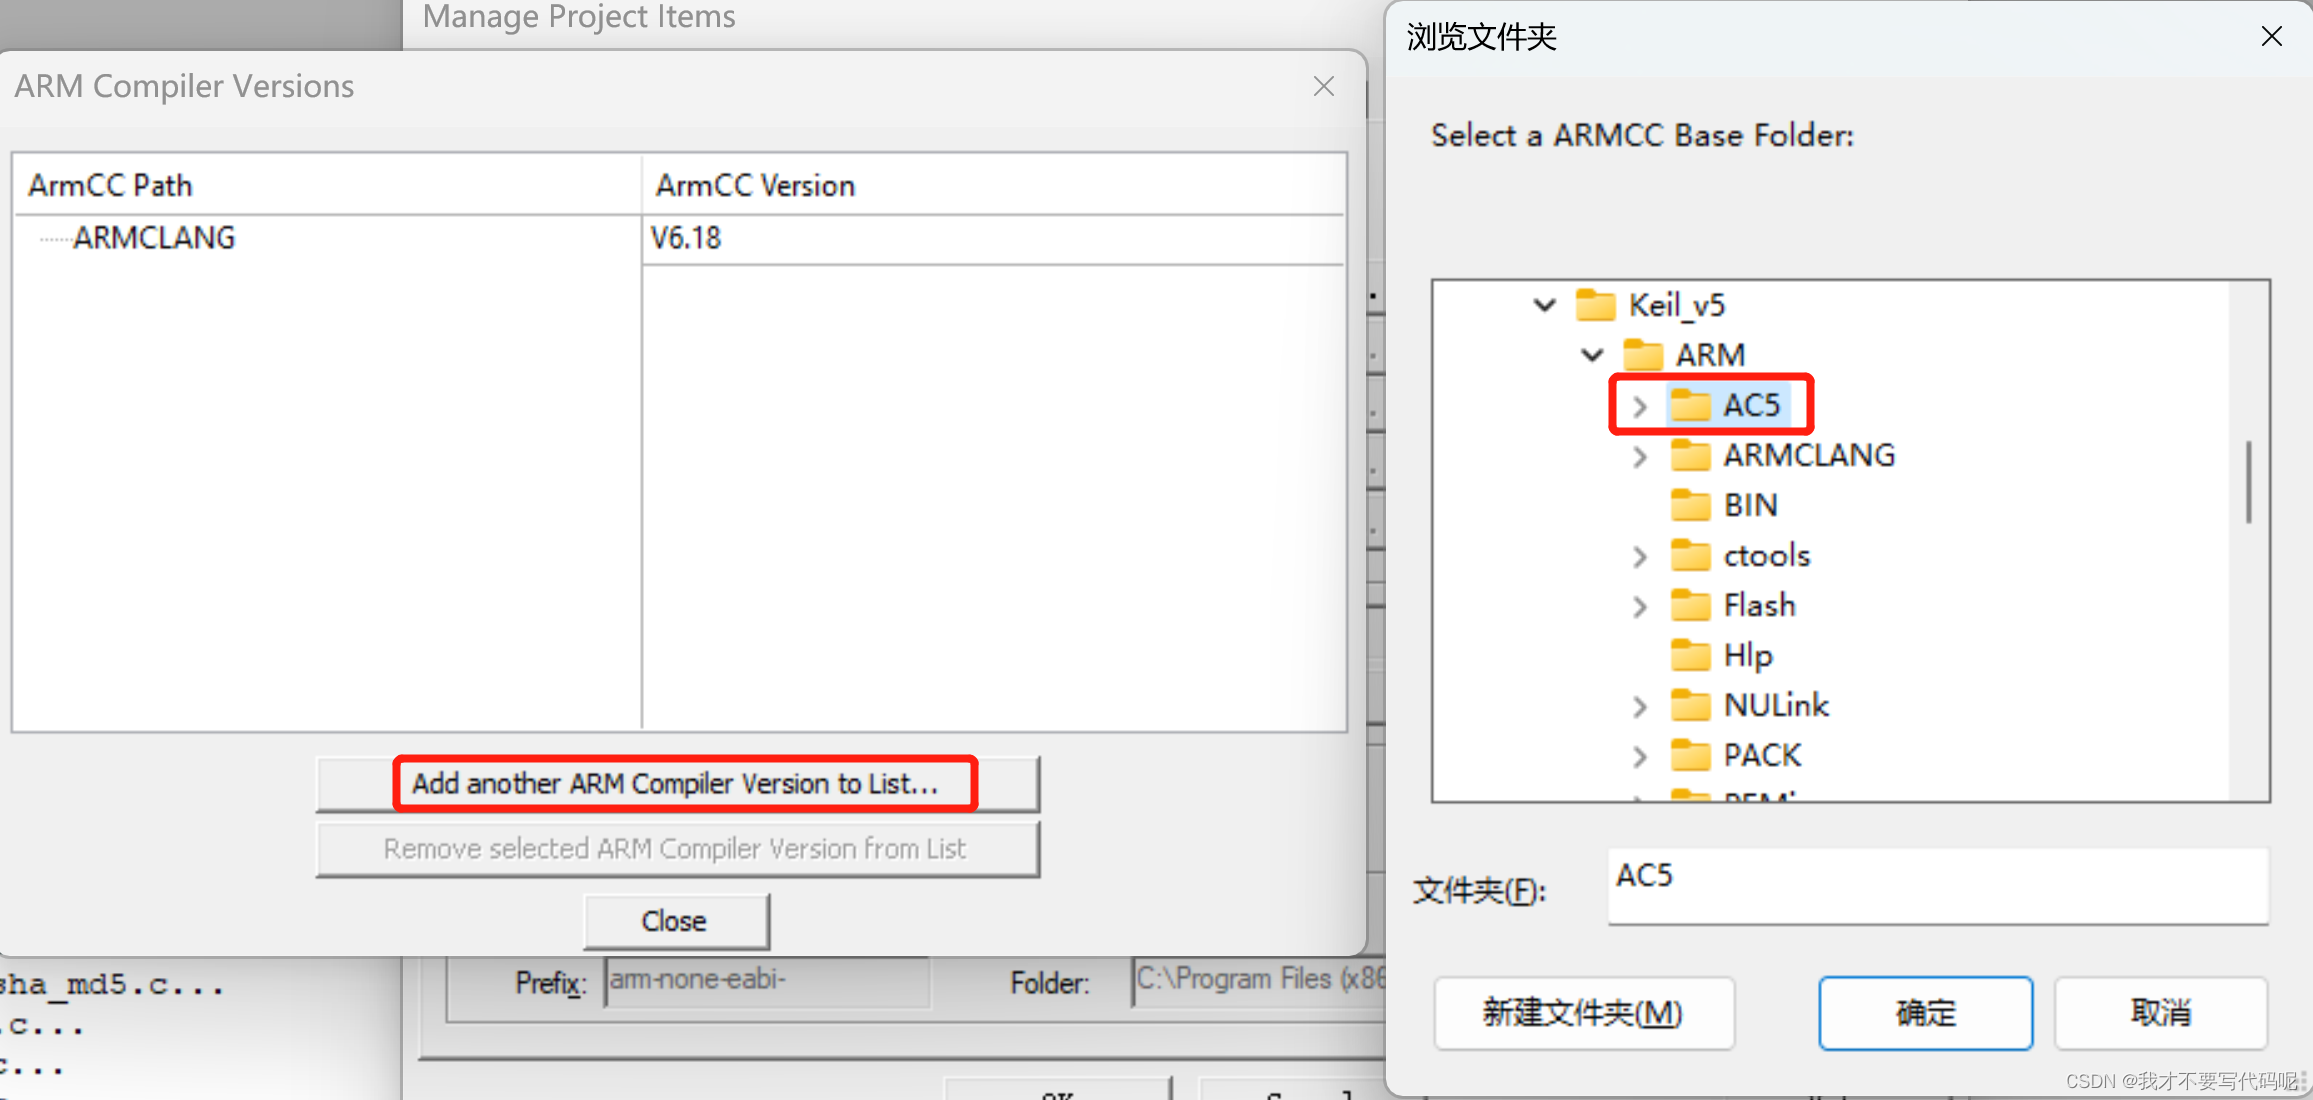 Manage Project Items
ARM Compiler Versions
ArmCC Path
ArmCC Version
ARMCLANG
V6.18
Add another ARM Compiler Version to List...
Remove selected ARM Compiler Version from List
Close
sha_md5.c...
.c...
c...
Prefix:
arm-none-eabi-
Folder:
C:\Program Files (x86
浏览文件夹
Select a ARMCC Base Folder:
Keil_v5
ARM
AC5
ARMCLANG
BIN
ctools
Flash
Hlp
NULink
PACK
文件夹(F):
AC5
新建文件夹(M)
确定
取消
CSDN @我才不要写代码呢